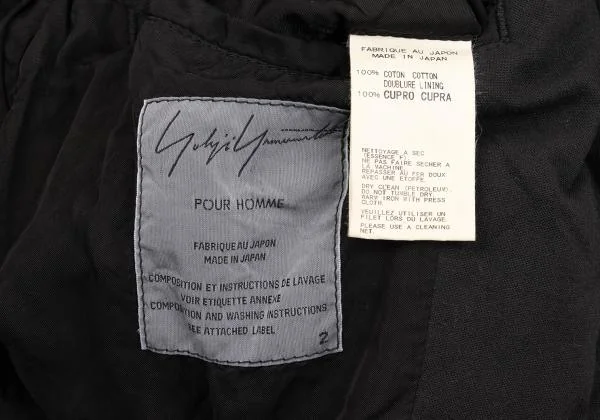 Yohji Yamamoto
POUR HOMME
FABRIQUE AU JAPON
MADE IN JAPAN
COMPOSITION ET INSTRUCTIONS DE LAVAGE
VOIR ETIQUETTE ANNEXE
COMPOSITION AND WASHING INSTRUCTIONS
SEE ATTACHED LABEL
2
FABRIQUE AU JAPON
MADE IN JAPAN
100% COTON COTTON
DOUBLURE LINING
100% CUPRO CUPRA
NETTOYAGE A SEC
(ESSENCE F)
NE PAS FAIRE SECHER A
LA MACHINE.
REPASSER AU FER DOUX
AVEC UNE ETOFFE.
DRY CLEAN (PETROLEUM).
DO NOT TUMBLE DRY.
WARM IRON WITH PRESS
CLOTH.
VEUILLEZ UTILISER UN
FILET LORS DU LAVAGE.
PLEASE USE A CLEANING
NET.